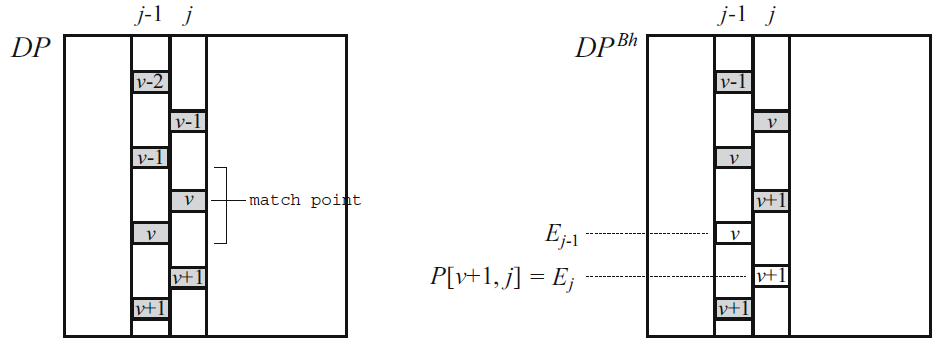 j-1 j
DP
v-2
v-1
v-1
v
match point
v
v+1
v+1
j-1 j
DP^Bh
v-1
v
v
v+1
E_{j-1}
v
P[v+1, j] = E_j
v+1
v+1